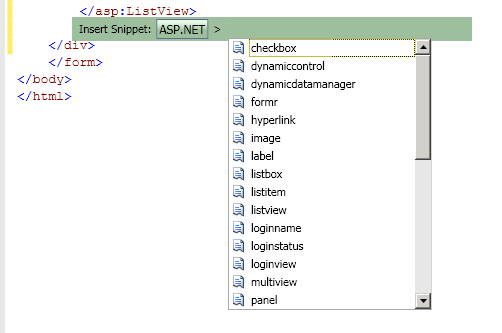 </asp:ListView>
Insert Snippet: ASP.NET >
</div>
</form>
</body>
</html>
checkbox
dynamiccontrol
dynamicdatamanager
formr
hyperlink
image
label
listbox
listitem
listview
loginname
loginstatus
loginview
multiview
panel